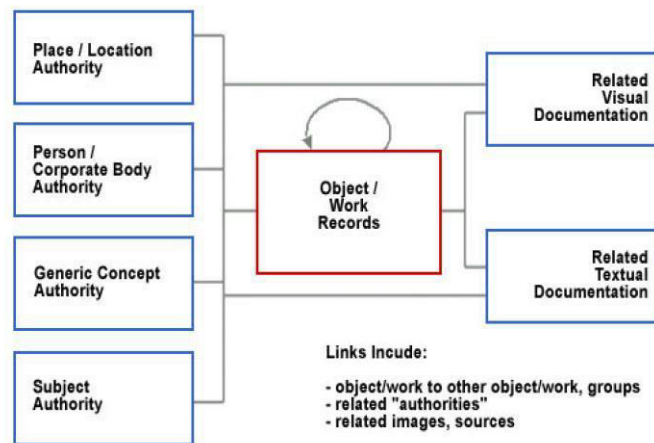 Place / Location
Authority
Person /
Corporate Body
Authority
Generic Concept
Authority
Subject
Authority
Object /
Work
Records
Related
Visual
Documentation
Related
Textual
Documentation
Links Incude:
- object/work to other object/work, groups
- related "authorities"
- related images, sources